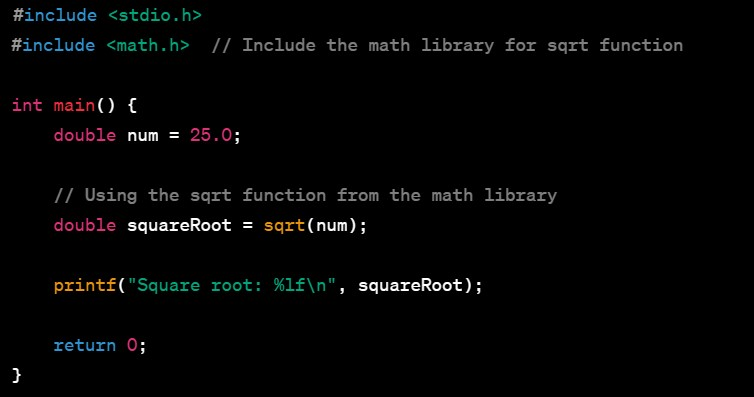 #include <stdio.h>
#include <math.h>  // Include the math library for sqrt function
int main() {
    double num = 25.0;
    // Using the sqrt function from the math library
    double squareRoot = sqrt(num);
    printf("Square root: %lf\n", squareRoot);
    return 0;
}